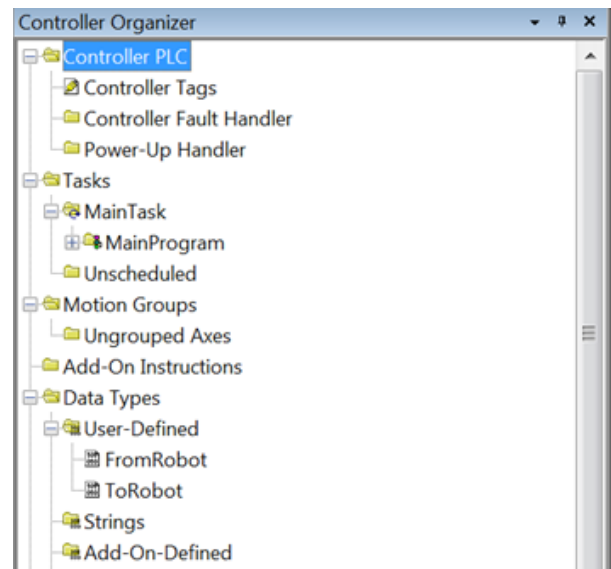 Controller Organizer
Controller PLC
Controller Tags
Controller Fault Handler
Power-Up Handler
Tasks
MainTask
MainProgram
Unscheduled
Motion Groups
Ungrouped Axes
Add-On Instructions
Data Types
User-Defined
FromRobot
ToRobot
Strings
Add-On-Defined